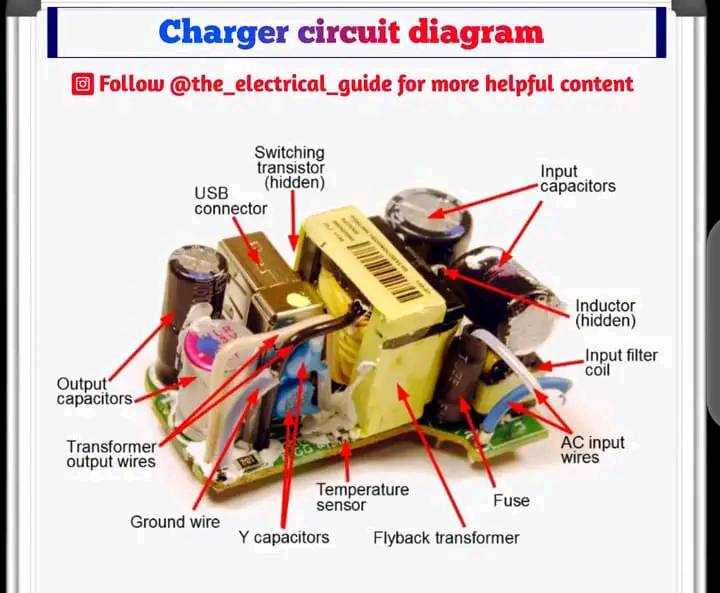 Charger circuit diagram
Follow @the_electrical_guide for more helpful content
Switching
transistor
(hidden)
Input
capacitors
USB
connector
Inductor
(hidden)
Input filter
coil
Output
capacitors
AC input
wires
Transformer
output wires
Temperature
sensor
Fuse
Ground wire
Y capacitors
Flyback transformer